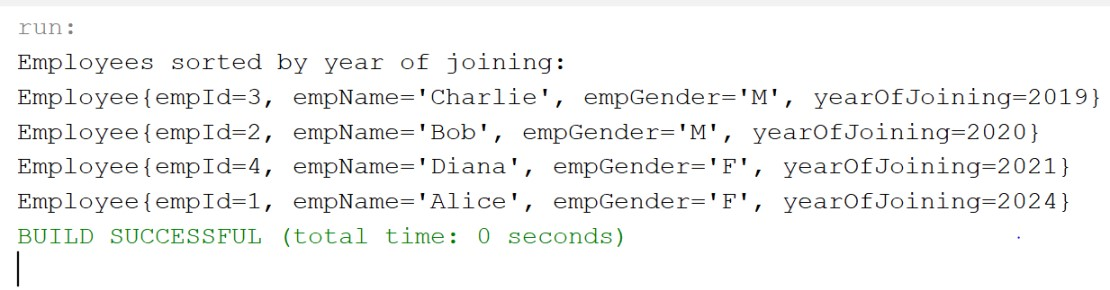 run:
Employees sorted by year of joining:
Employee{empId=3, empName='Charlie', empGender='M', yearOfJoining=2019}
Employee{empId=2, empName='Bob', empGender='M', yearOfJoining=2020}
Employee{empId=4, empName='Diana', empGender='F', yearOfJoining=2021}
Employee{empId=1, empName='Alice', empGender='F', yearOfJoining=2024}
BUILD SUCCESSFUL (total time: 0 seconds)